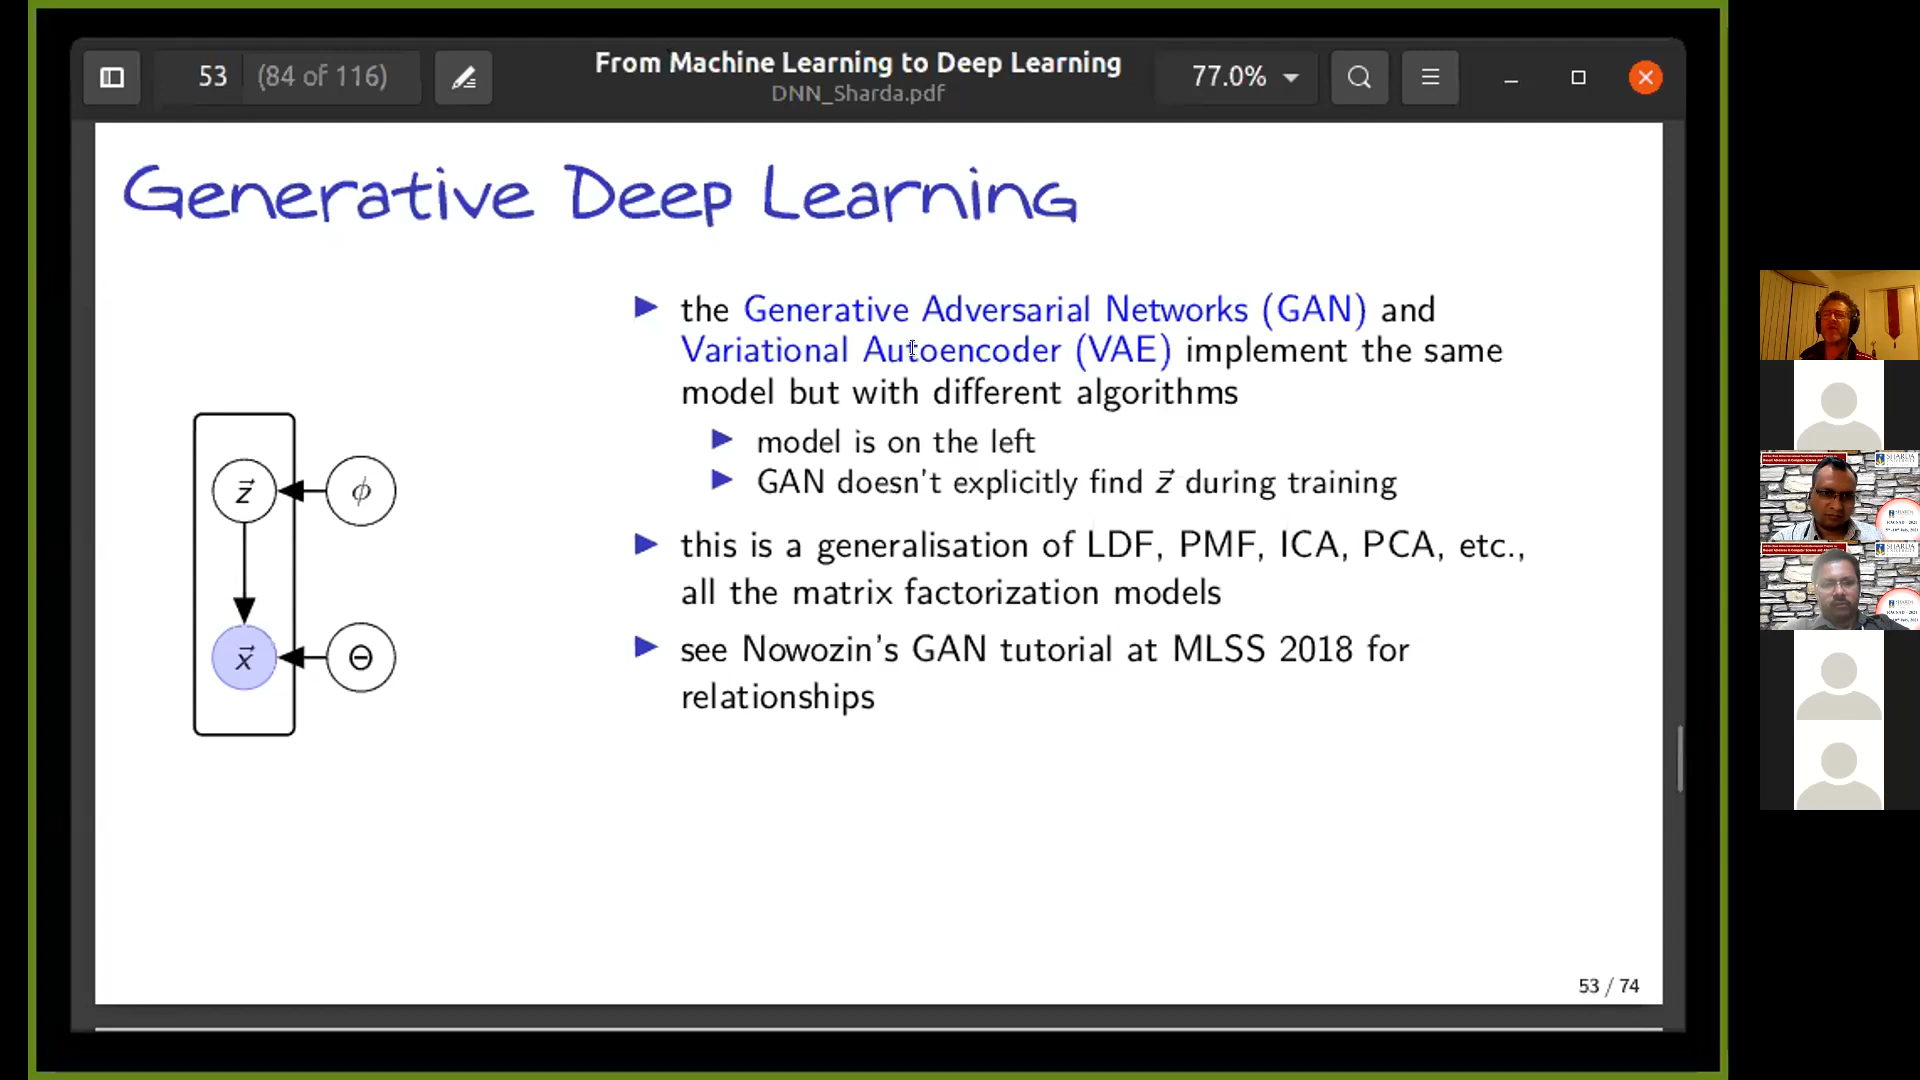 53 (84 of 116)
From Machine Learning to Deep Learning
DNN_Sharda.pdf
77.0%
Generative Deep Learning
▶ the Generative Adversarial Networks (GAN) and
Variational Autoencoder (VAE) implement the same
model but with different algorithms
▶ model is on the left
▶ GAN doesn't explicitly find z⃗ during training
▶ this is a generalisation of LDF, PMF, ICA, PCA, etc.,
all the matrix factorization models
▶ see Nowozin's GAN tutorial at MLSS 2018 for
relationships
z⃗ ϕ
x⃗ Θ
53 / 74
SHARDA
SHARDA